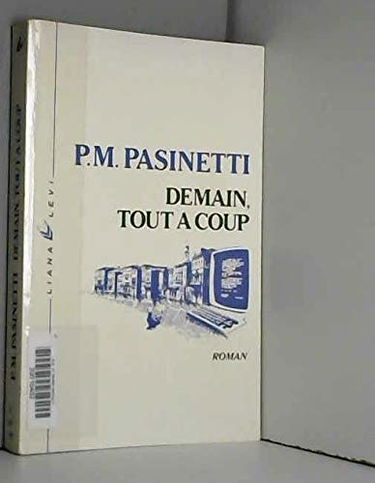 P.M. PASINETTI
DEMAIN,
TOUT A COUP
ROMAN
LIANA LEVI
P.M. PASINETTI DEMAIN, TOUT A COUP